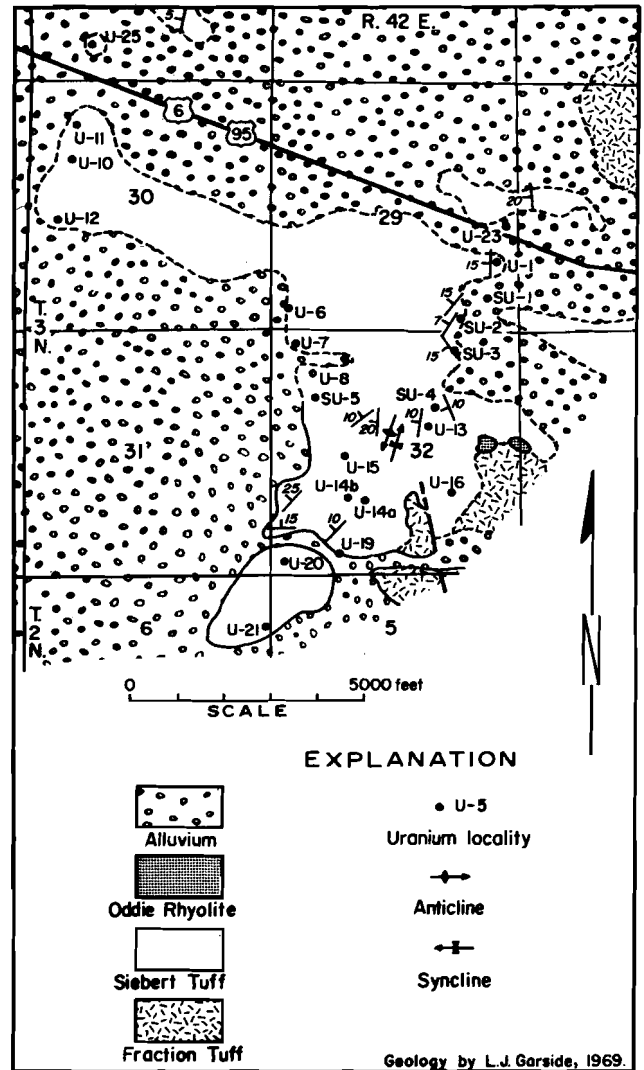 R. 42 E.
5
U-25
6
95
U-11
U-10
30
29
20
U-12
U-23
15
U-1
15
SU-1
U-6
7
SU-2
T.
3
N.
U-7
15
SU-3
U-8
SU-5
SU-4
10
10
10
20
U-13
32
31
U-15
U-14b
U-16
25
U-14a
15
10
U-19
U-20
T.
2
N.
6
U-21
5
0 5000 feet
SCALE
N
EXPLANATION
Alluvium
Oddie Rhyolite
Siebert Tuff
Fraction Tuff
U-5
Uranium locality
Anticline
Syncline
Geology by L.J. Garside, 1969.